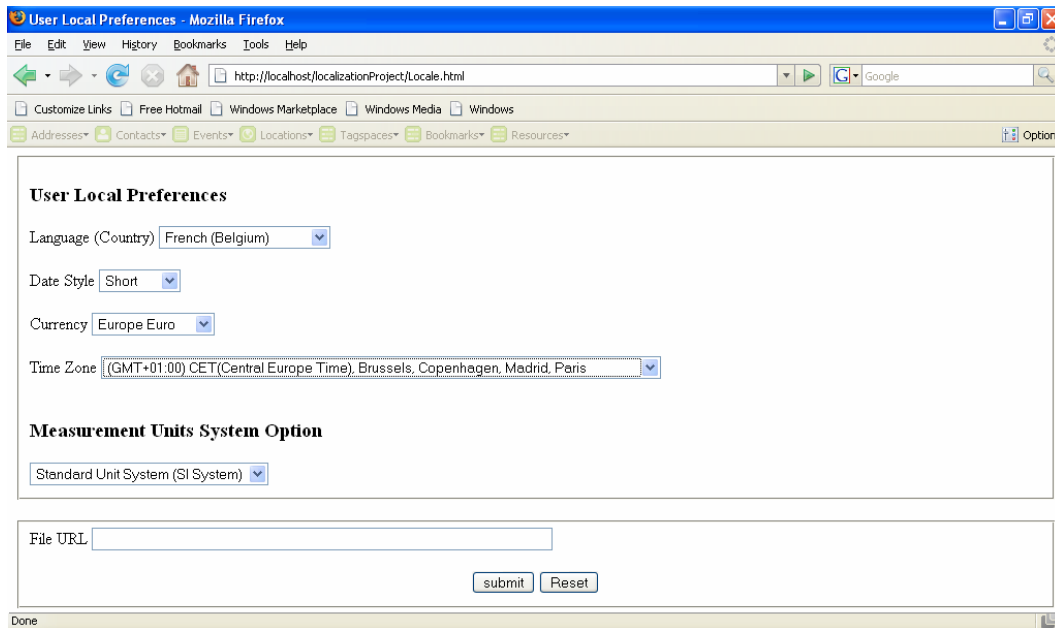 User Local Preferences - Mozilla Firefox
File Edit View History Bookmarks Tools Help
http://localhost/localizationProject/Locale.html
G Google
Customize Links Free Hotmail Windows Marketplace Windows Media Windows
Addresses Contacts Events Locations Tagspaces Bookmarks Resources Option
User Local Preferences
Language (Country) French (Belgium)
Date Style Short
Currency Europe Euro
Time Zone (GMT+01:00) CET(Central Europe Time), Brussels, Copenhagen, Madrid, Paris
Measurement Units System Option
Standard Unit System (SI System)
File URL
submit Reset
Done